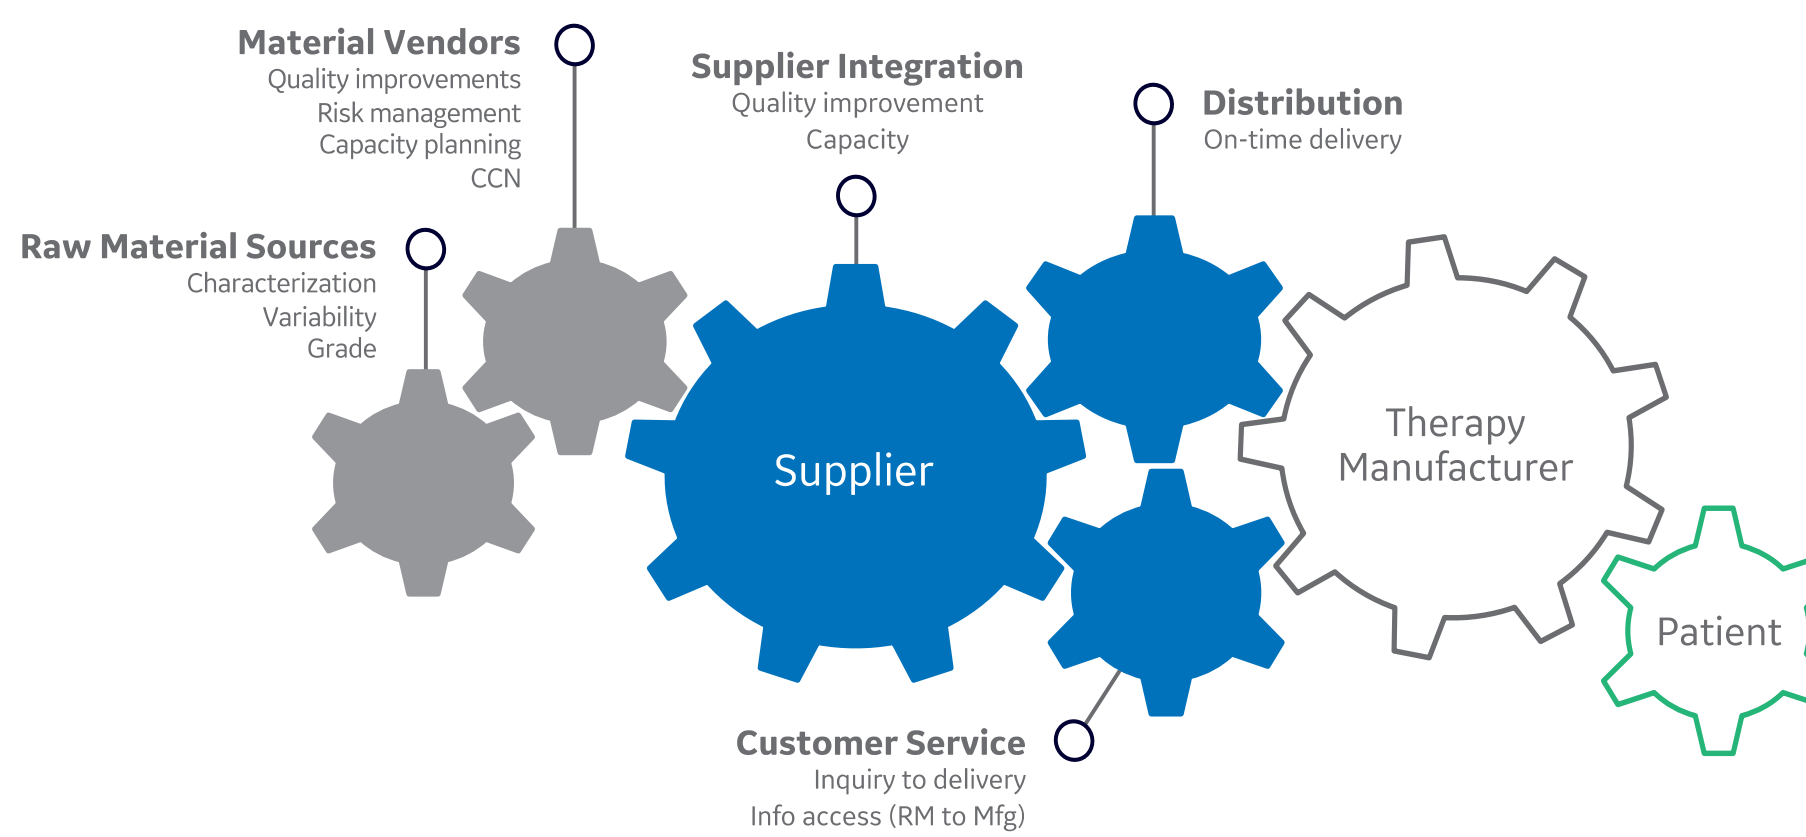 Material Vendors
Quality improvements
Risk management
Capacity planning
CCN
Raw Material Sources
Characterization
Variability
Grade
Supplier Integration
Quality improvement
Capacity
Distribution
On-time delivery
Supplier
Therapy
Manufacturer
Patient
Customer Service
Inquiry to delivery
Info access (RM to Mfg)